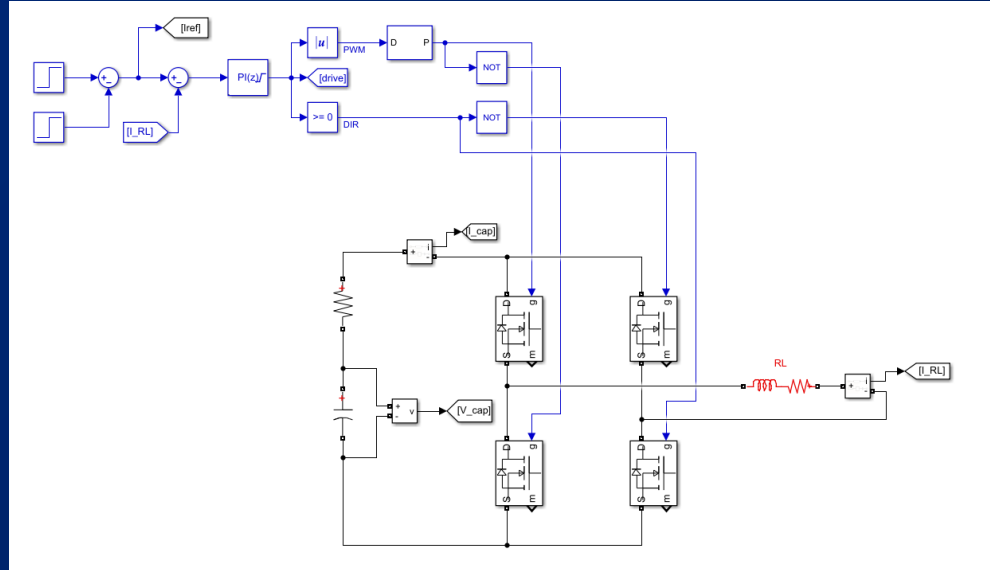 [Iref]
|u|
PWM
D
P
NOT
+
-
+
-
PI(z)
[drive]
[I_RL]
>= 0
DIR
NOT
[I_cap]
+
i
-
+
D
g
S
m
D
g
S
m
RL
+
i
-
[I_RL]
+
+
-
v
[V_cap]
D
g
S
m
D
g
S
m